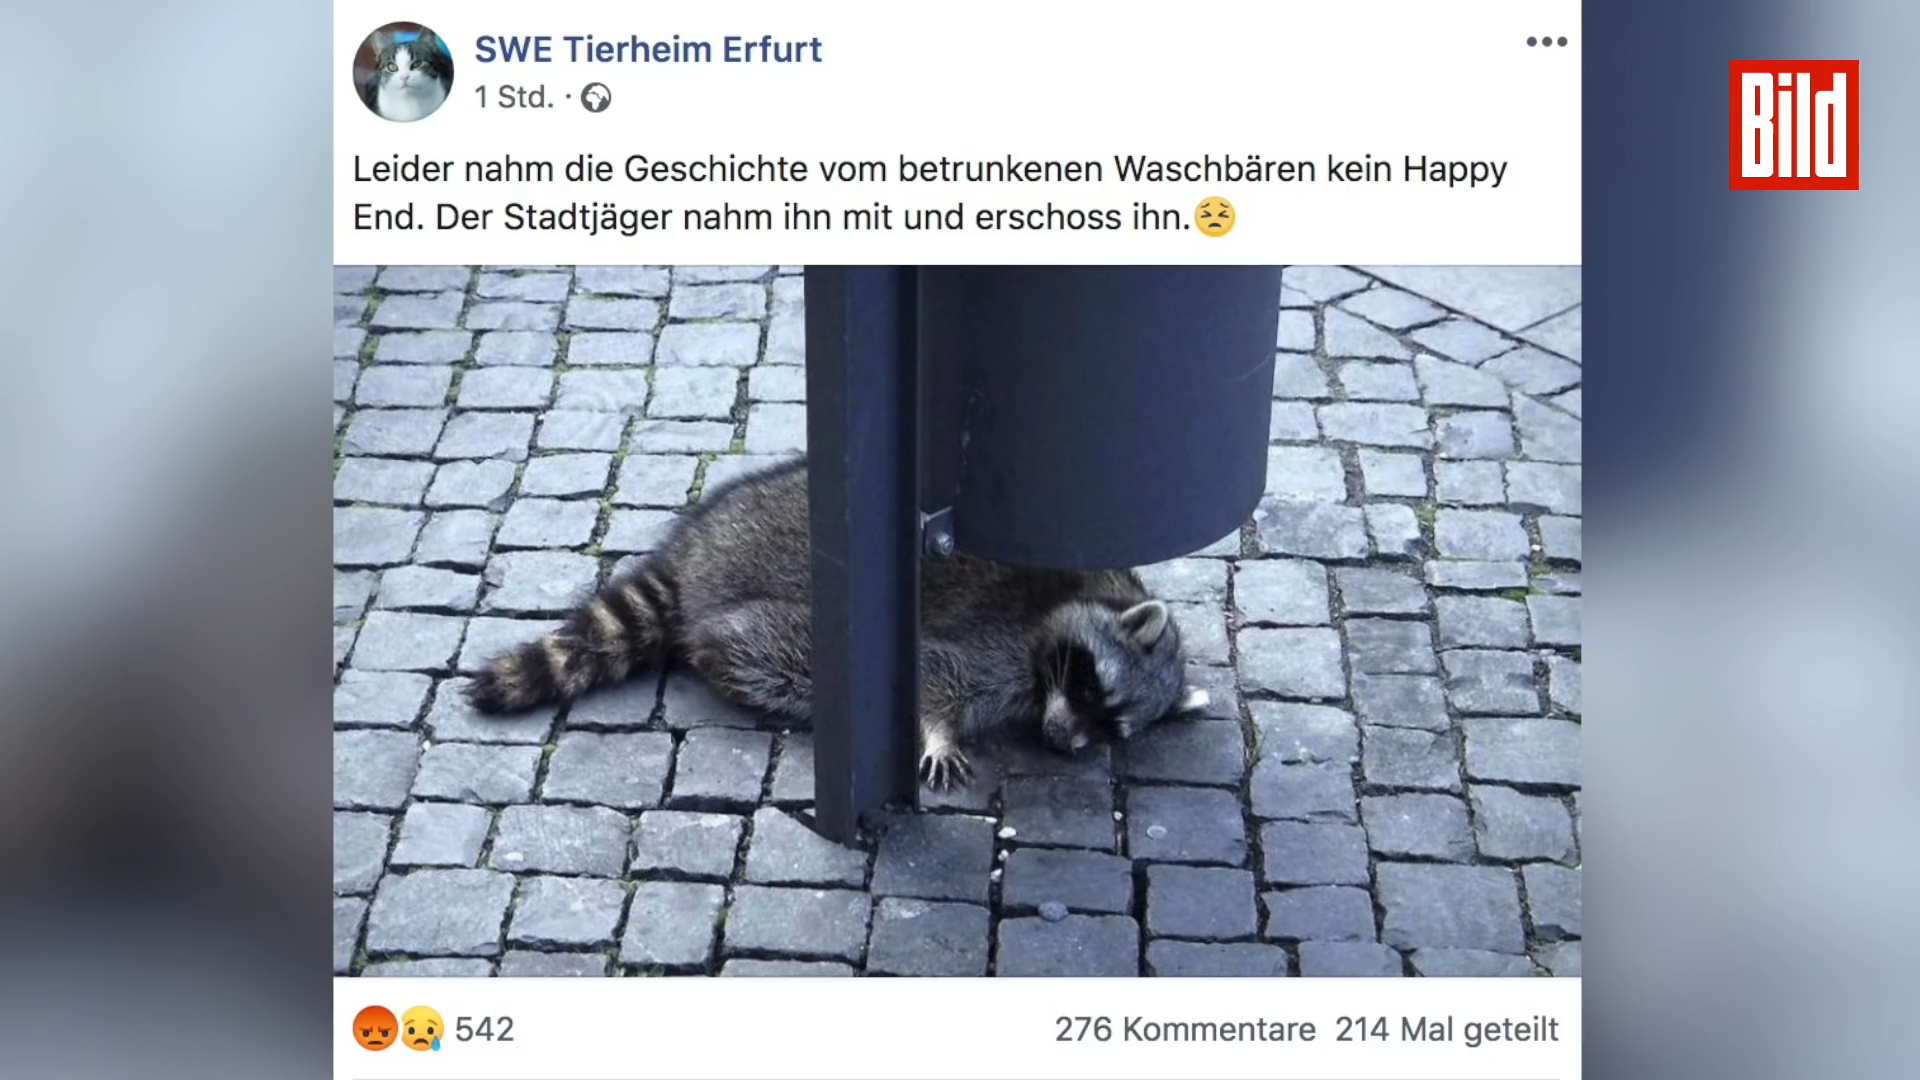 SWE Tierheim Erfurt
1 Std. ·
Bild
Leider nahm die Geschichte vom betrunkenen Waschbären kein Happy
End. Der Stadtjäger nahm ihn mit und erschoss ihn.😣
542
276 Kommentare 214 Mal geteilt